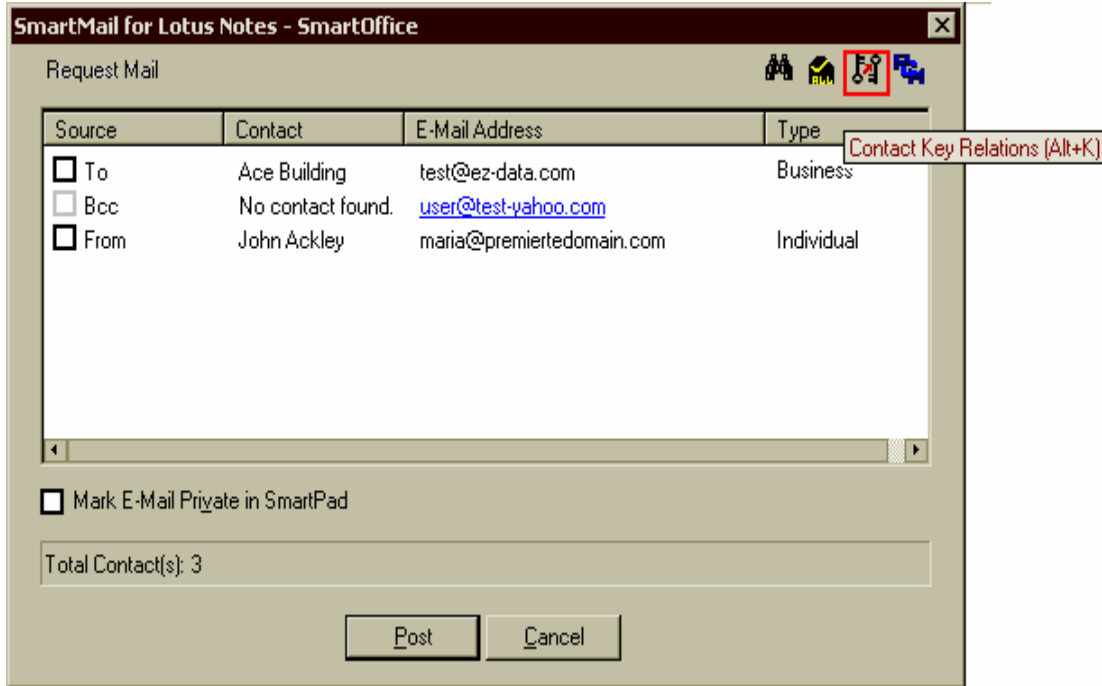 SmartMail for Lotus Notes - SmartOffice
Request Mail
ALL
Source Contact E-Mail Address Type
Contact Key Relations (Alt+K)
To Ace Building test@ez-data.com Business
Bcc No contact found. user@test-yahoo.com
From John Ackley maria@premiertedomain.com Individual
Mark E-Mail Private in SmartPad
Total Contact(s): 3
Post Cancel